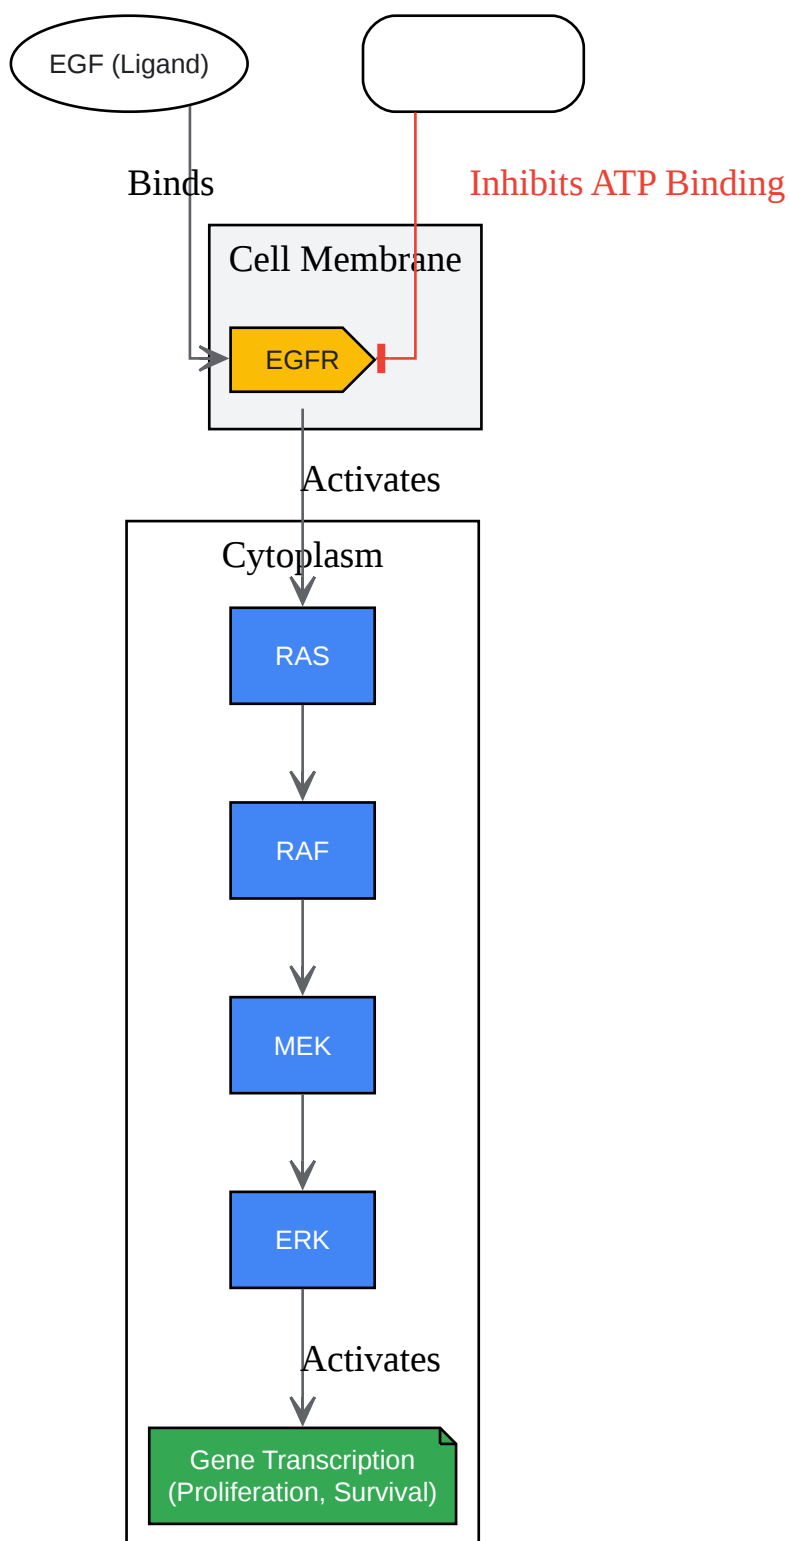 EGF (Ligand)
Binds
Inhibits ATP Binding
Cell Membrane
EGFR
Activates
Cytoplasm
RAS
RAF
MEK
ERK
Activates
Gene Transcription
(Proliferation, Survival)